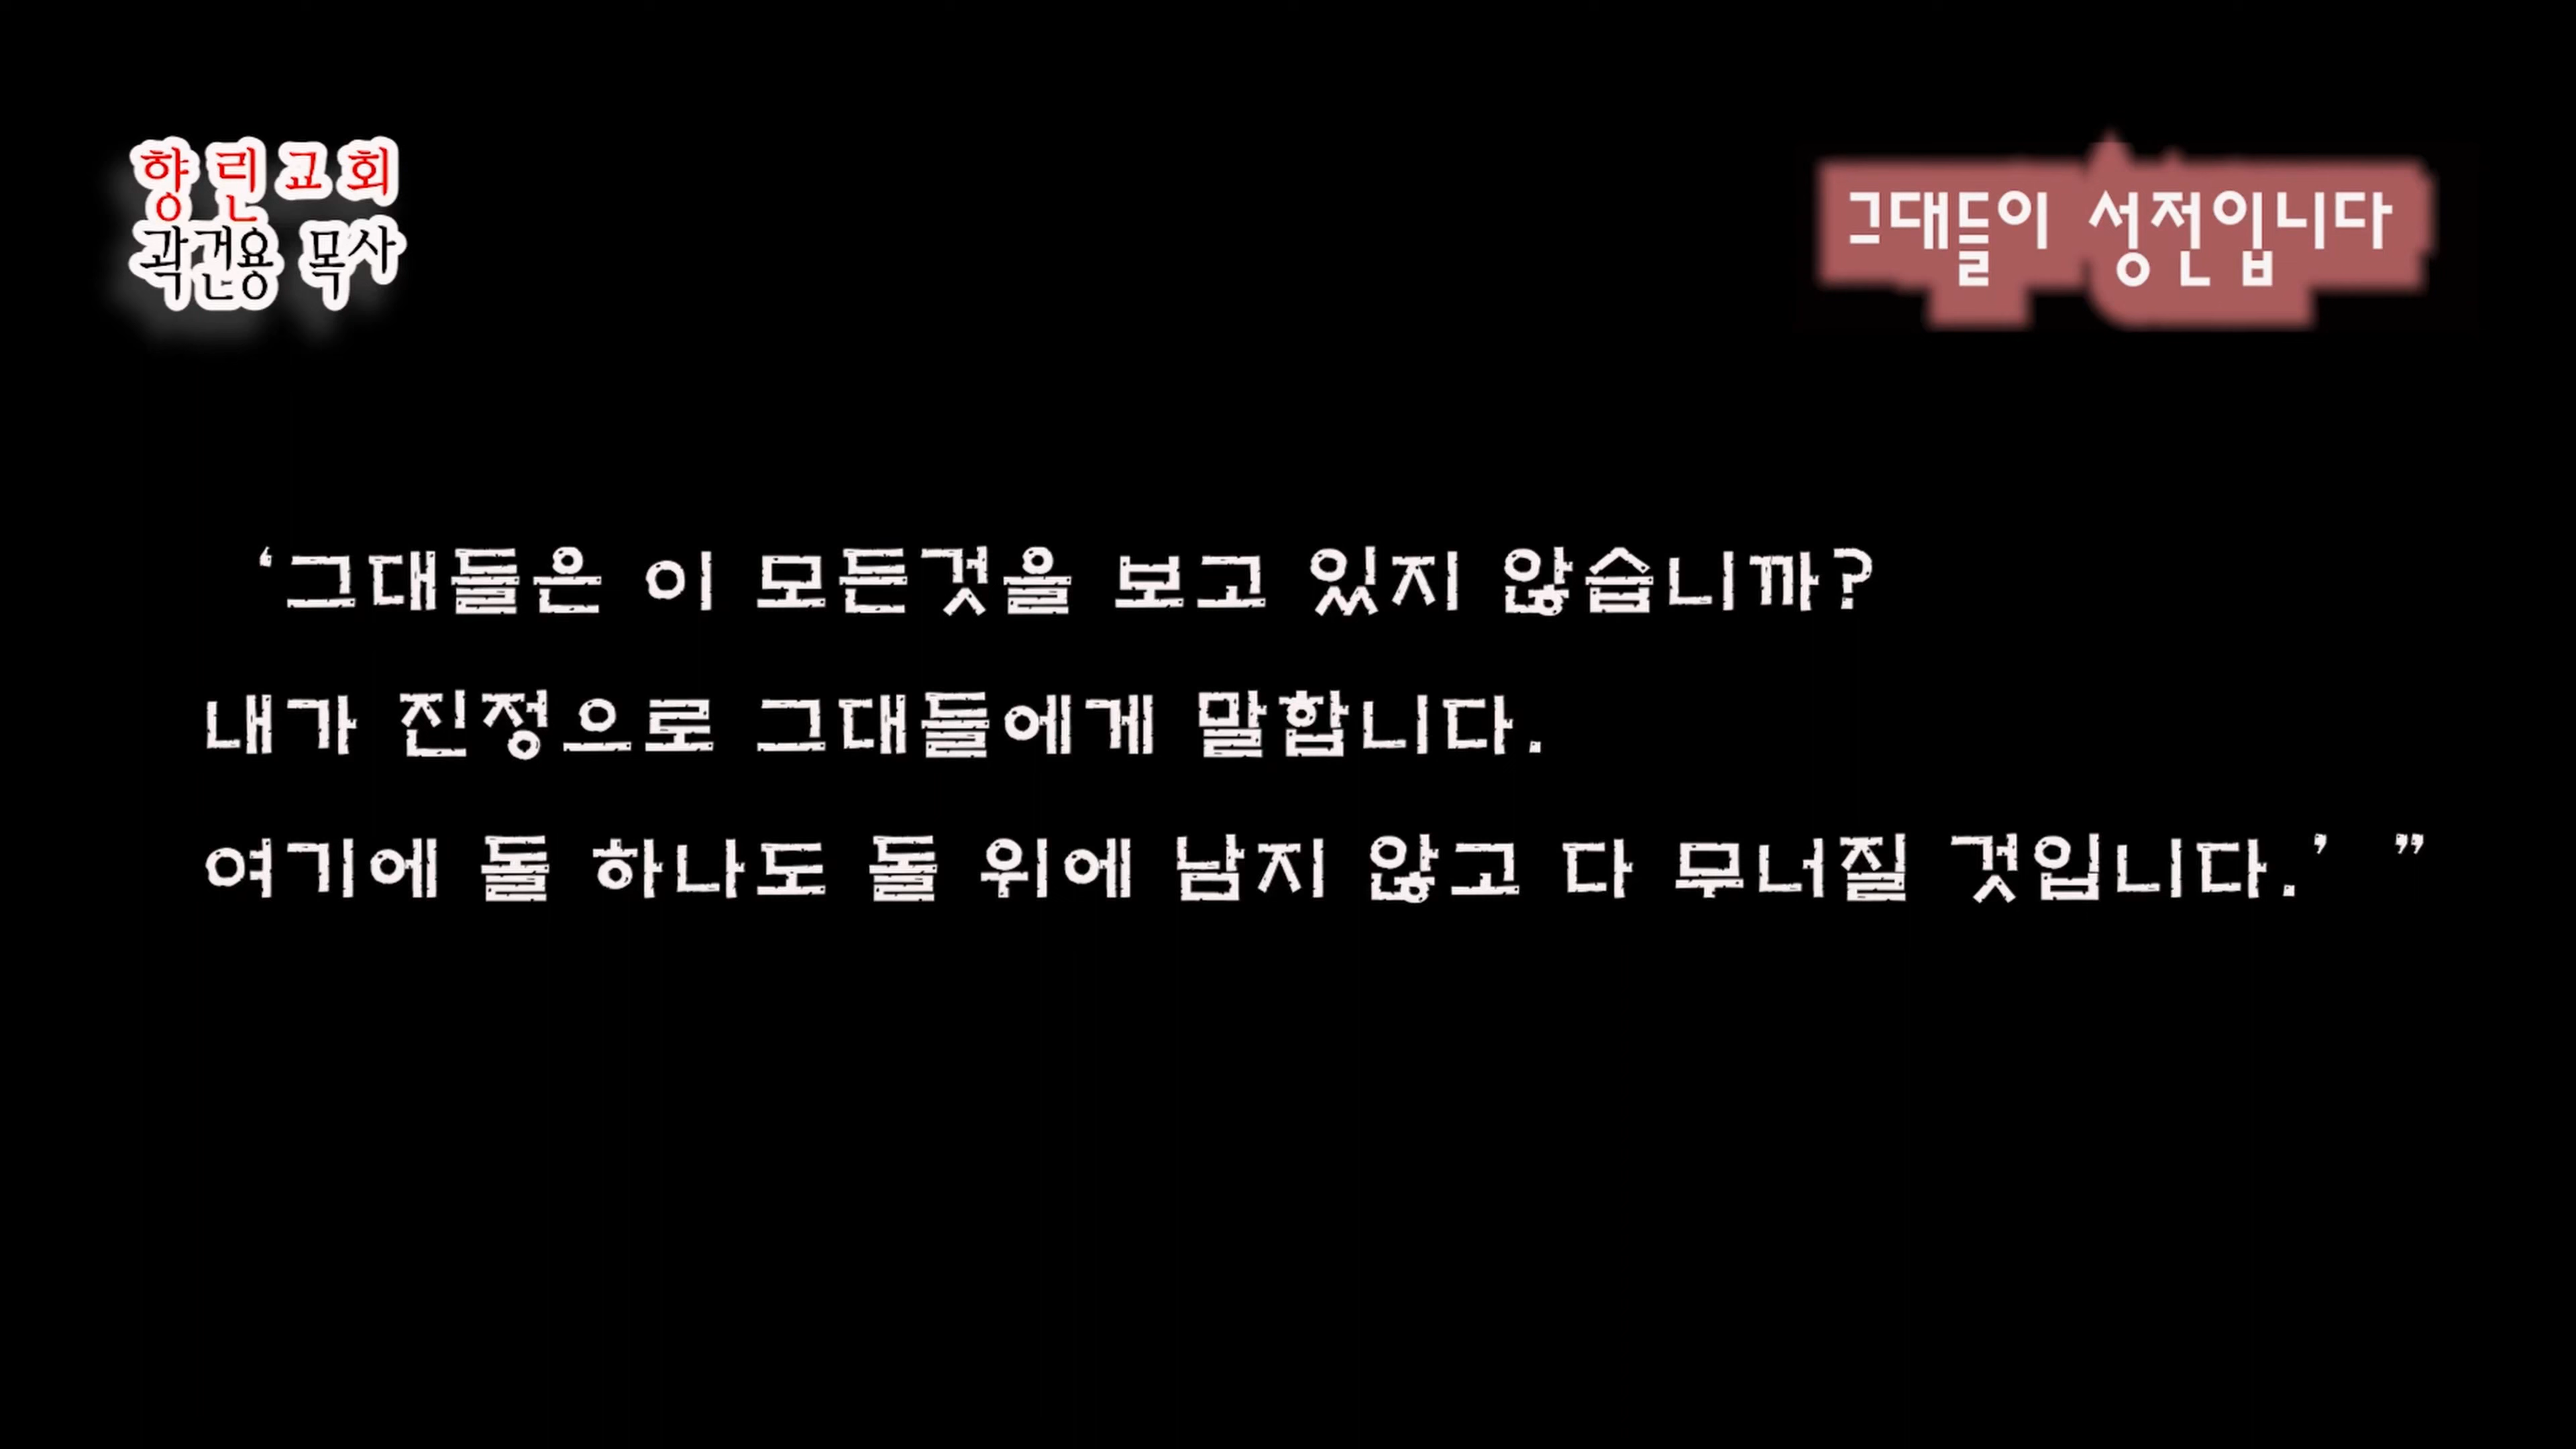 향린교회
곽건용 목사
그대들이 성전입니다
‘그대들은 이 모든것을 보고 있지 않습니까?
내가 진정으로 그대들에게 말합니다.
여기에 돌 하나도 돌 위에 남지 않고 다 무너질 것입니다.’ ”